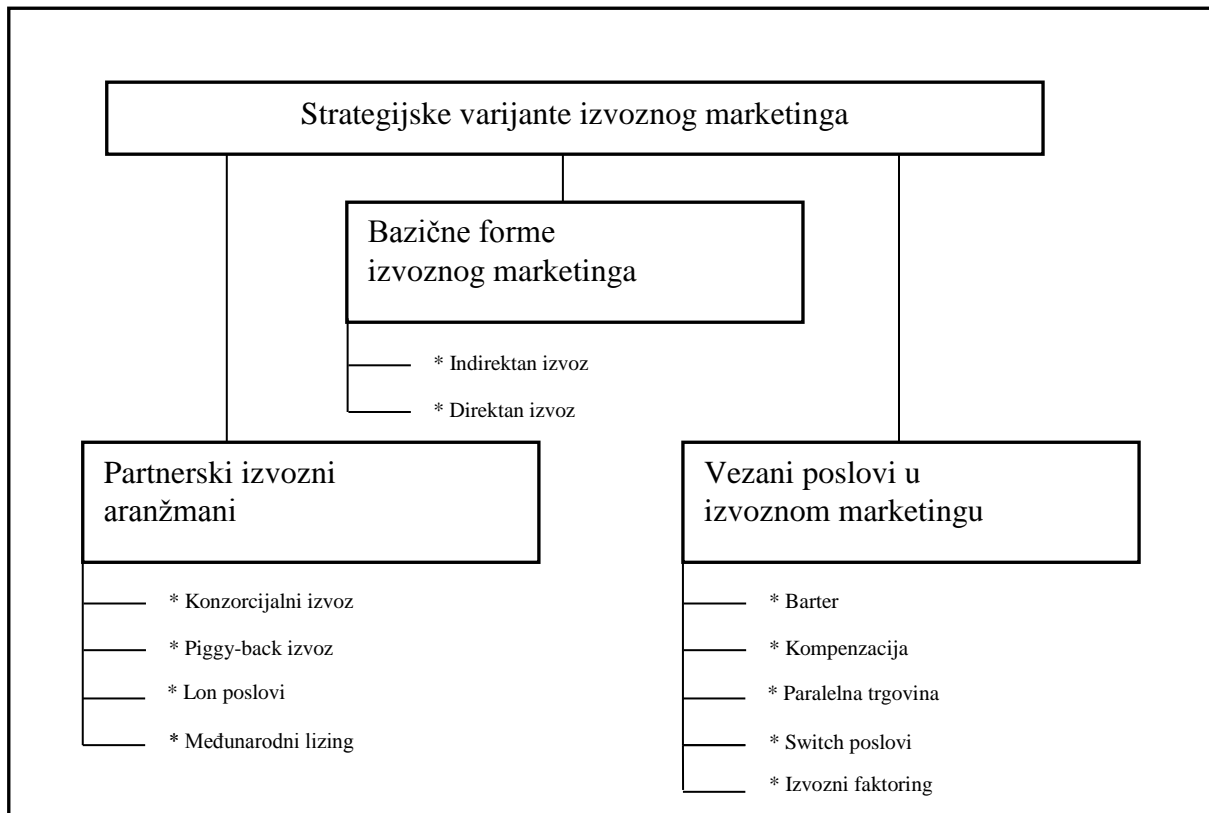 Strategijske varijante izvoznog marketinga
Bazične forme
izvoznog marketinga
* Indirektan izvoz
* Direktan izvoz
Partnerski izvozni
aranžmani
* Konzorcijalni izvoz
* Piggy-back izvoz
* Lon poslovi
* Međunarodni lizing
Vezani poslovi u
izvoznom marketingu
* Barter
* Kompenzacija
* Paralelna trgovina
* Switch poslovi
* Izvozni faktoring